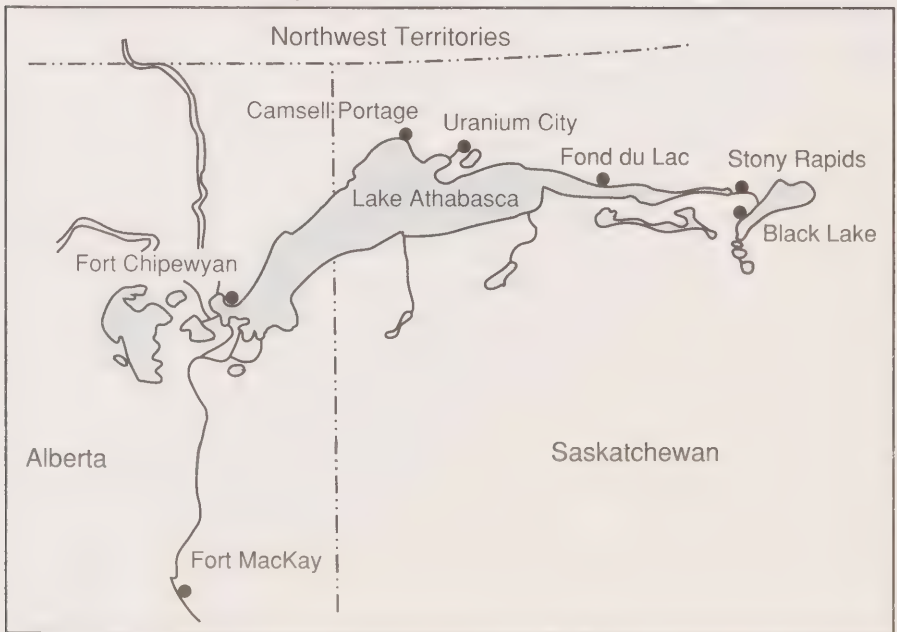 Northwest Territories
Camsell Portage
Uranium City
Fond du Lac
Stony Rapids
Lake Athabasca
Black Lake
Fort Chipewyan
Alberta
Saskatchewan
Fort MacKay